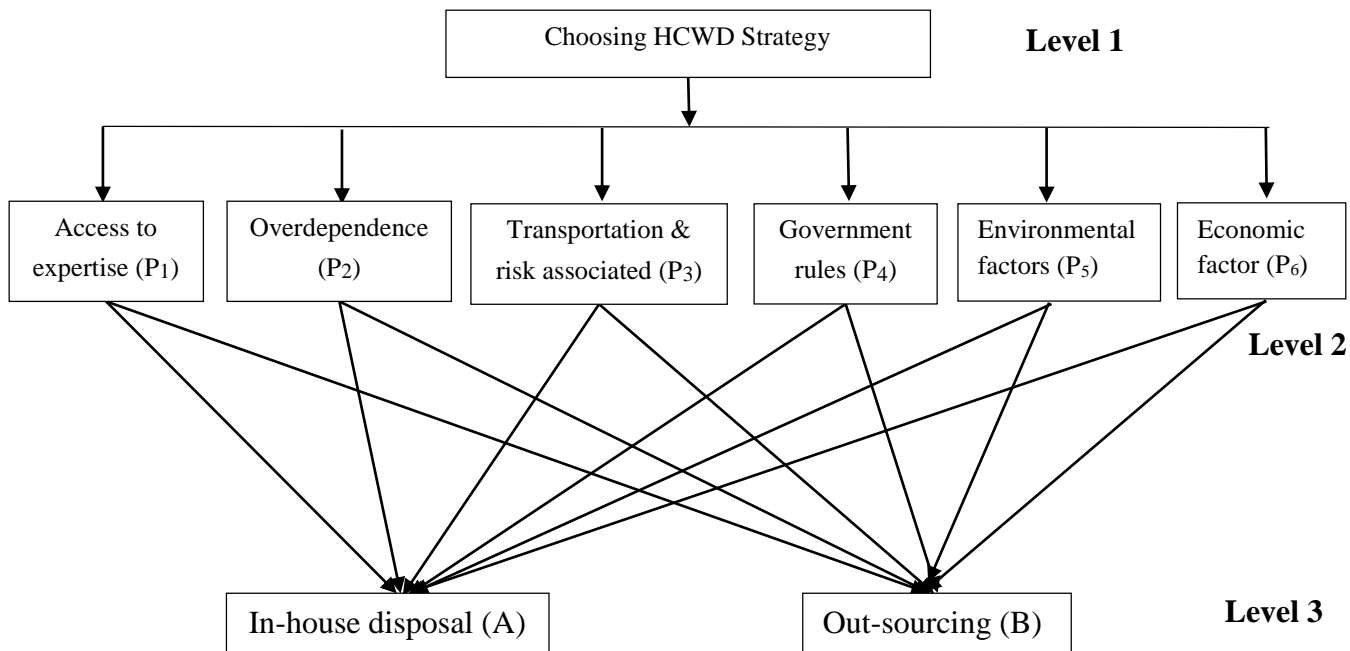 Choosing HCWD Strategy
Level 1
Access to
expertise (P1)
Overdependence
(P2)
Transportation &
risk associated (P3)
Government
rules (P4)
Environmental
factors (P5)
Economic
factor (P6)
Level 2
In-house disposal (A)
Out-sourcing (B)
Level 3